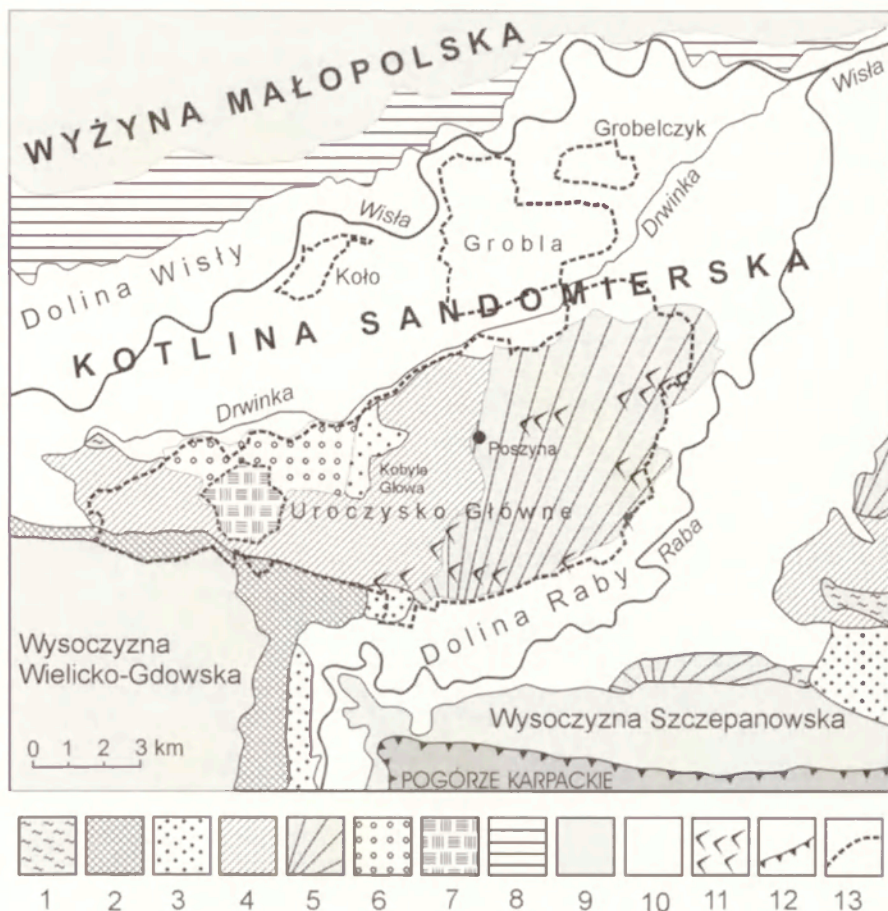 WYŻYNA MAŁOPOLSKA
Wisła
Grobelczyk
Drwinka
Wisła
Grobla
Dolina Wisły
Koło
KOTLINA SANDOMIERSKA
Drwinka
Poszyna
Kobyla
Głowa
Uroczysko Główne
Raba
Dolina Raby
Wysoczyzna
Wielicko-Gdowska
Wysoczyzna Szczepanowska
0 1 2 3 km
POGÓRZE KARPACKIE
1 2 3 4 5 6 7 8 9 10 11 12 13